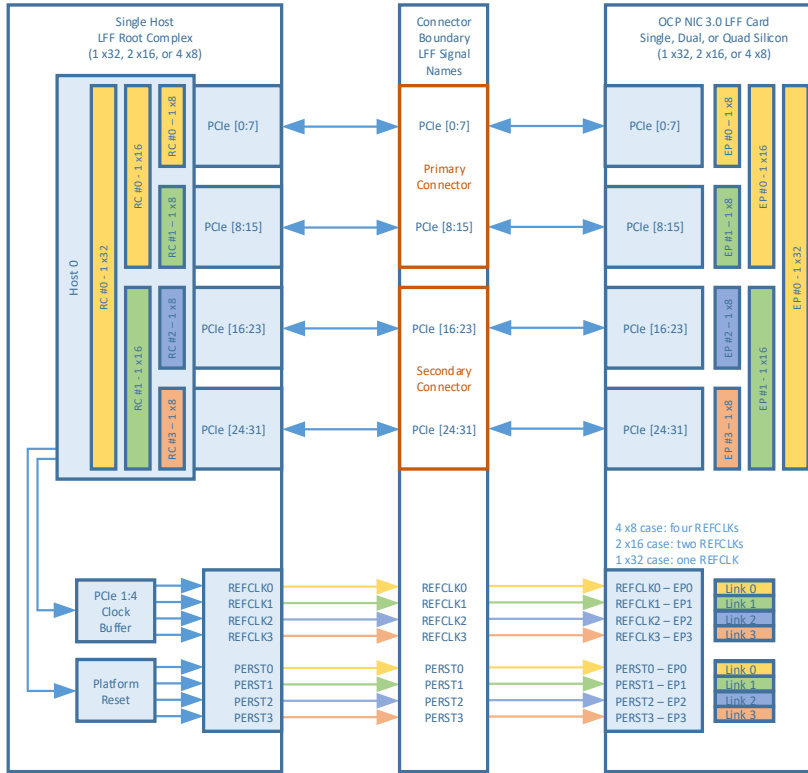 Single Host
LFF Root Complex
(1 x32, 2 x16, or 4 x8)
Host 0
RC #0 - 1 x32
RC #0 - 1 x16
RC #1 - 1 x16
RC #0 – 1 x8
RC #1 – 1 x8
RC #2 – 1 x8
RC #3 – 1 x8
PCIe [0:7]
PCIe [8:15]
PCIe [16:23]
PCIe [24:31]
PCIe 1:4
Clock
Buffer
Platform
Reset
REFCLK0
REFCLK1
REFCLK2
REFCLK3
PERST0
PERST1
PERST2
PERST3
Connector
Boundary
LFF Signal
Names
PCIe [0:7]
Primary
Connector
PCIe [8:15]
PCIe [16:23]
Secondary
Connector
PCIe [24:31]
REFCLK0
REFCLK1
REFCLK2
REFCLK3
PERST0
PERST1
PERST2
PERST3
OCP NIC 3.0 LFF Card
Single, Dual, or Quad Silicon
(1 x32, 2 x16, or 4 x8)
PCIe [0:7]
PCIe [8:15]
PCIe [16:23]
PCIe [24:31]
EP #0 – 1 x8
EP #1 – 1 x8
EP #2 – 1 x8
EP #3 – 1 x8
EP #0 - 1 x16
EP #1 - 1 x16
EP #0 - 1 x32
4 x8 case: four REFCLKs
2 x16 case: two REFCLKs
1 x32 case: one REFCLK
REFCLK0 – EP0
REFCLK1 – EP1
REFCLK2 – EP2
REFCLK3 – EP3
PERST0 – EP0
PERST1 – EP1
PERST2 – EP2
PERST3 – EP3
Link 0
Link 1
Link 2
Link 3
Link 0
Link 1
Link 2
Link 3